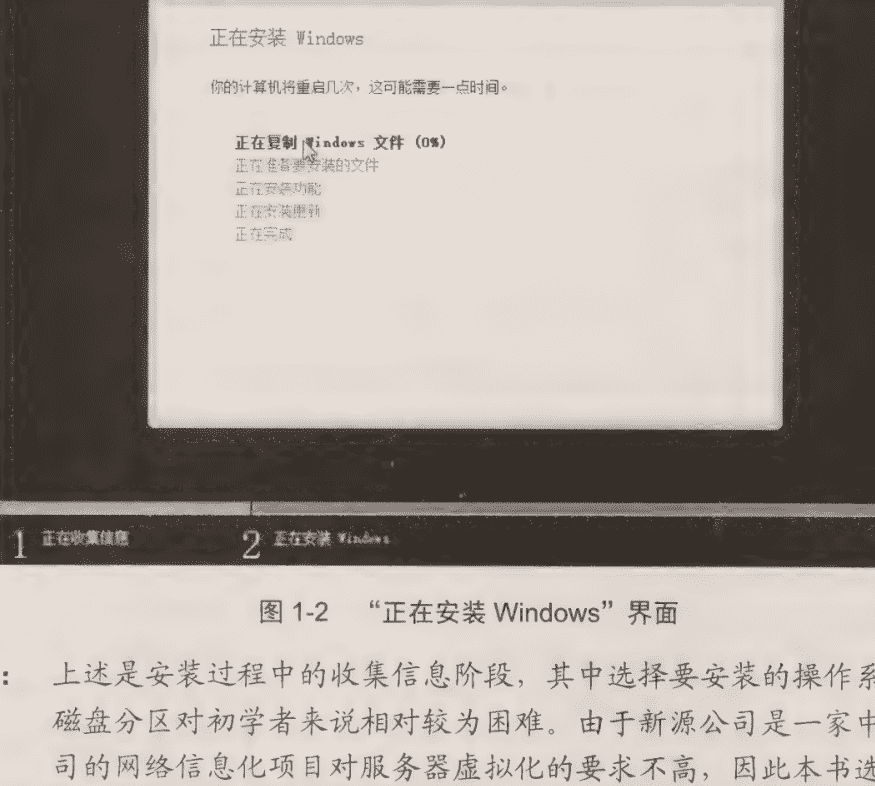 正在安装 Windows
你的计算机将重启几次，这可能需要一点时间。
正在复制 Windows 文件 (0%)
正在准备要安装的文件
正在安装功能
正在安装更新
正在完成
1 正在收集信息 2 正在安装 Windows
图 1-2 “正在安装 Windows”界面
： 上述是安装过程中的收集信息阶段，其中选择要安装的操作系
磁盘分区对初学者来说相对较为困难。由于新源公司是一家中
司的网络信息化项目对服务器虚拟化的要求不高，因此本书选